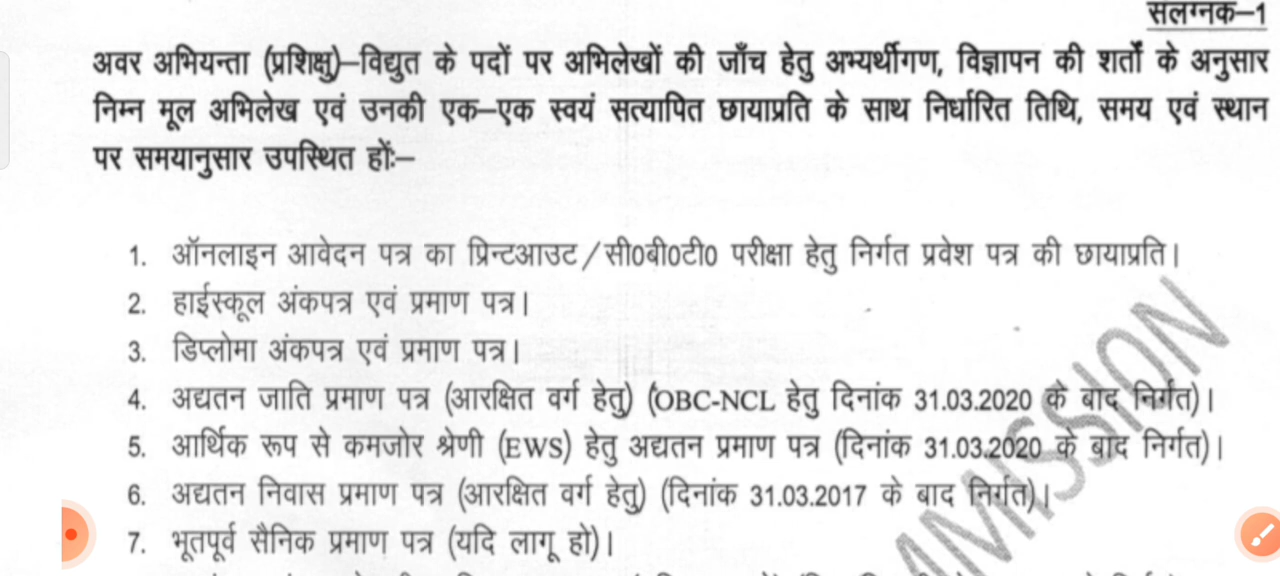 संलग्नक–1
अवर अभियन्ता (प्रशिक्षु)–विद्युत के पदों पर अभिलेखों की जाँच हेतु अभ्यर्थीगण, विज्ञापन की शर्तों के अनुसार
निम्न मूल अभिलेख एवं उनकी एक–एक स्वयं सत्यापित छायाप्रति के साथ निर्धारित तिथि, समय एवं स्थान
पर समयानुसार उपस्थित हों:–
1. ऑनलाइन आवेदन पत्र का प्रिन्टआउट/सी0बी0टी0 परीक्षा हेतु निर्गत प्रवेश पत्र की छायाप्रति।
2. हाईस्कूल अंकपत्र एवं प्रमाण पत्र।
3. डिप्लोमा अंकपत्र एवं प्रमाण पत्र।
4. अद्यतन जाति प्रमाण पत्र (आरक्षित वर्ग हेतु) (OBC-NCL हेतु दिनांक 31.03.2020 के बाद निर्गत)।
5. आर्थिक रूप से कमजोर श्रेणी (EWS) हेतु अद्यतन प्रमाण पत्र (दिनांक 31.03.2020 के बाद निर्गत)।
6. अद्यतन निवास प्रमाण पत्र (आरक्षित वर्ग हेतु) (दिनांक 31.03.2017 के बाद निर्गत)।
7. भूतपूर्व सैनिक प्रमाण पत्र (यदि लागू हो)।